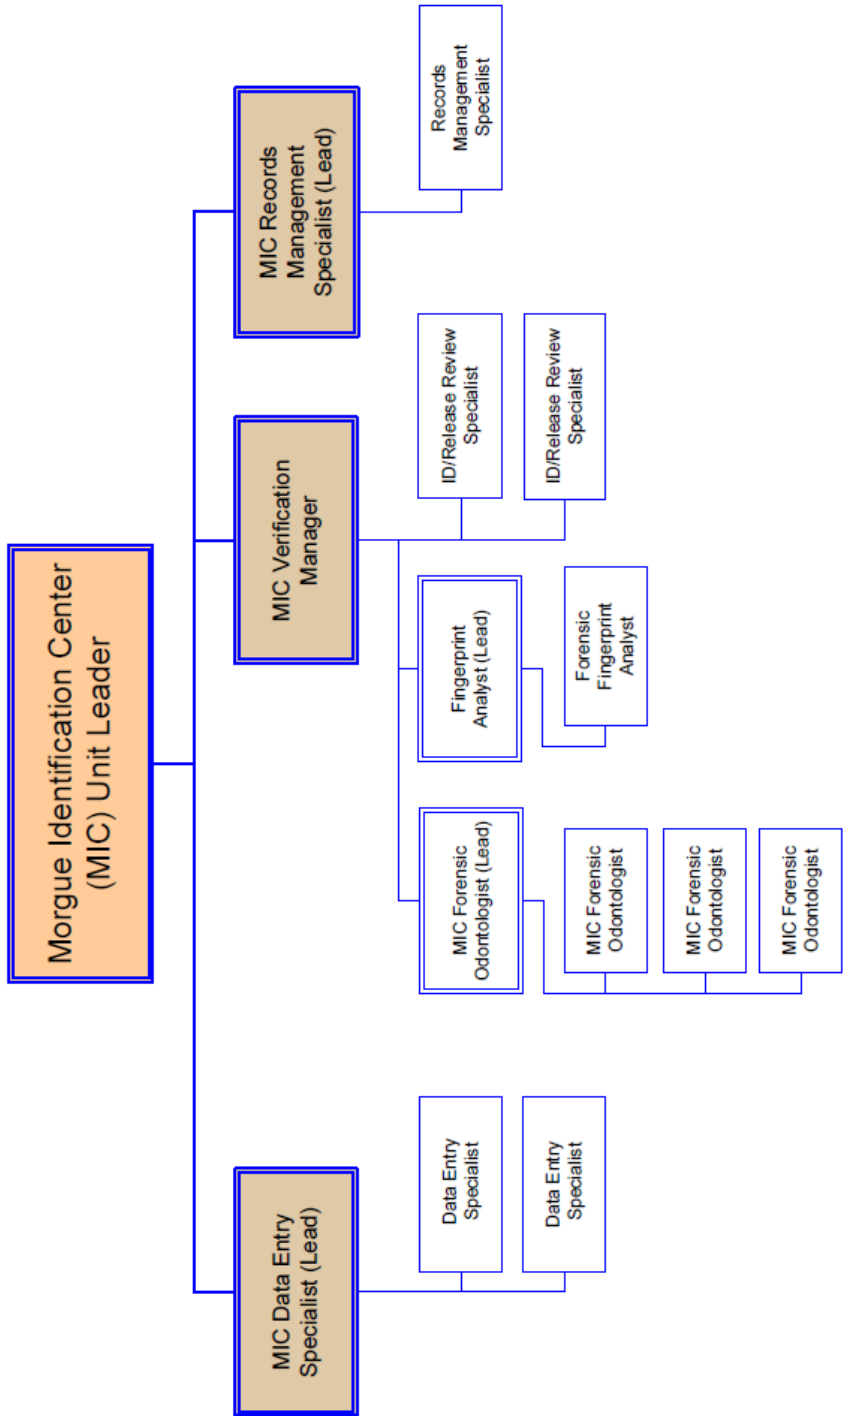 Morgue Identification Center
(MIC) Unit Leader
MIC Data Entry
Specialist (Lead)
MIC Verification
Manager
MIC Records
Management
Specialist (Lead)
Data Entry
Specialist
Data Entry
Specialist
MIC Forensic
Odontologist (Lead)
MIC Forensic
Odontologist
MIC Forensic
Odontologist
MIC Forensic
Odontologist
Fingerprint
Analyst (Lead)
Forensic
Fingerprint
Analyst
ID/Release Review
Specialist
ID/Release Review
Specialist
Records
Management
Specialist